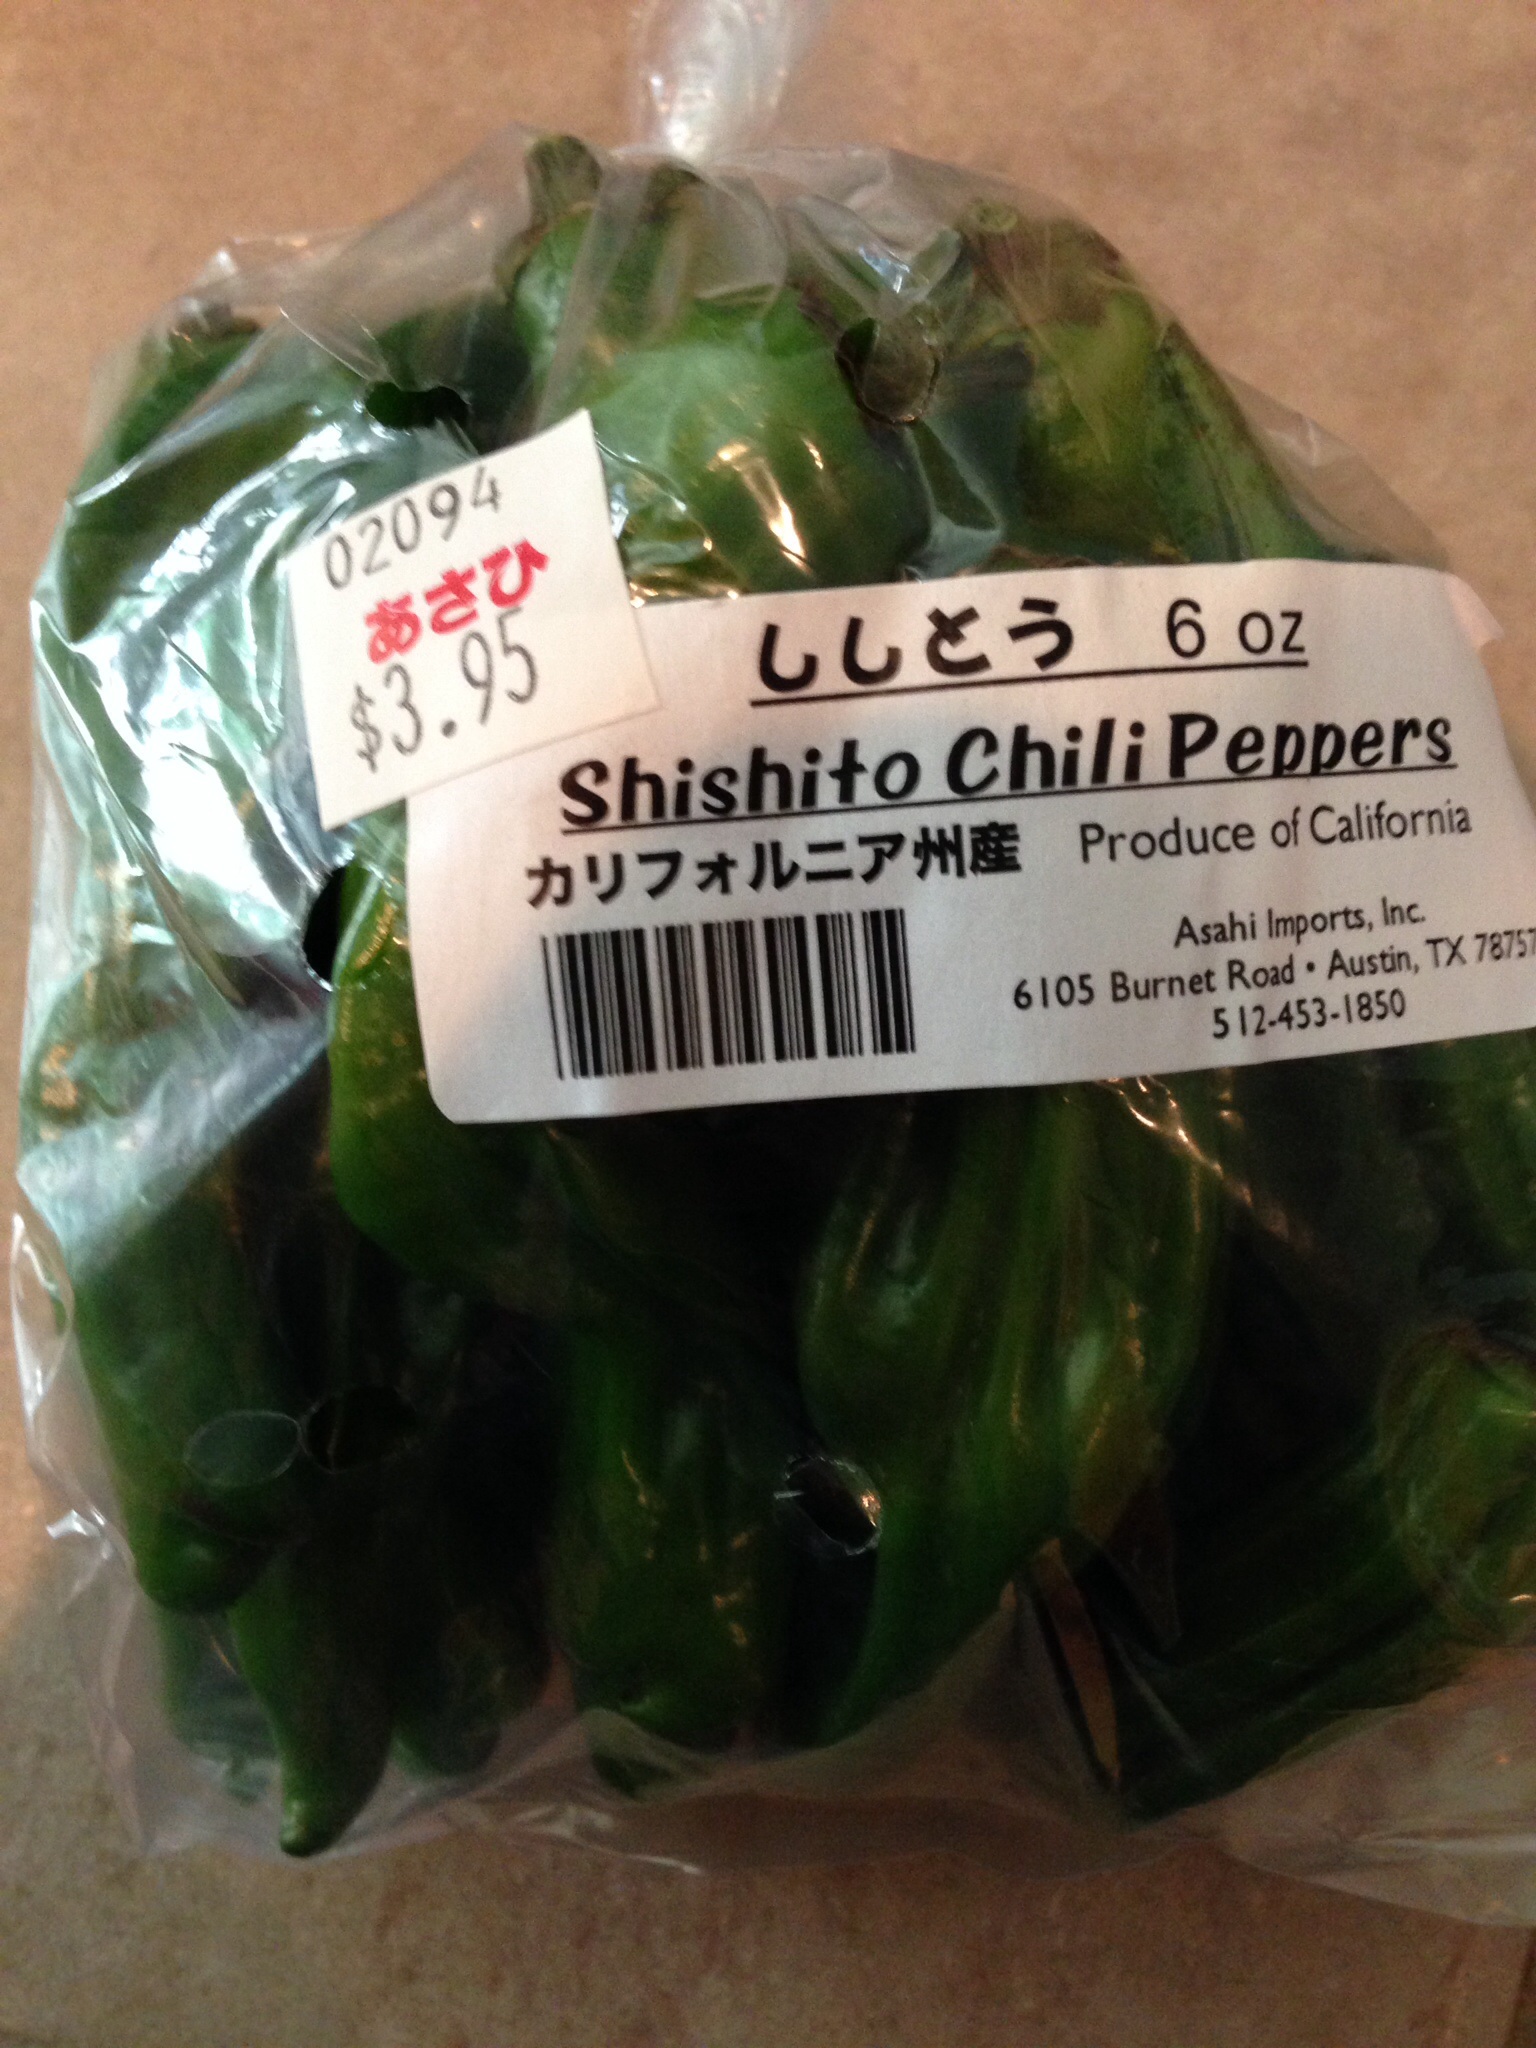 02094
あさひ
$3.95
ししとう 6 oz
Shishito Chili Peppers
カリフォルニア州産 Produce of California
Asahi Imports, Inc.
6105 Burnet Road • Austin, TX 78757
512-453-1850